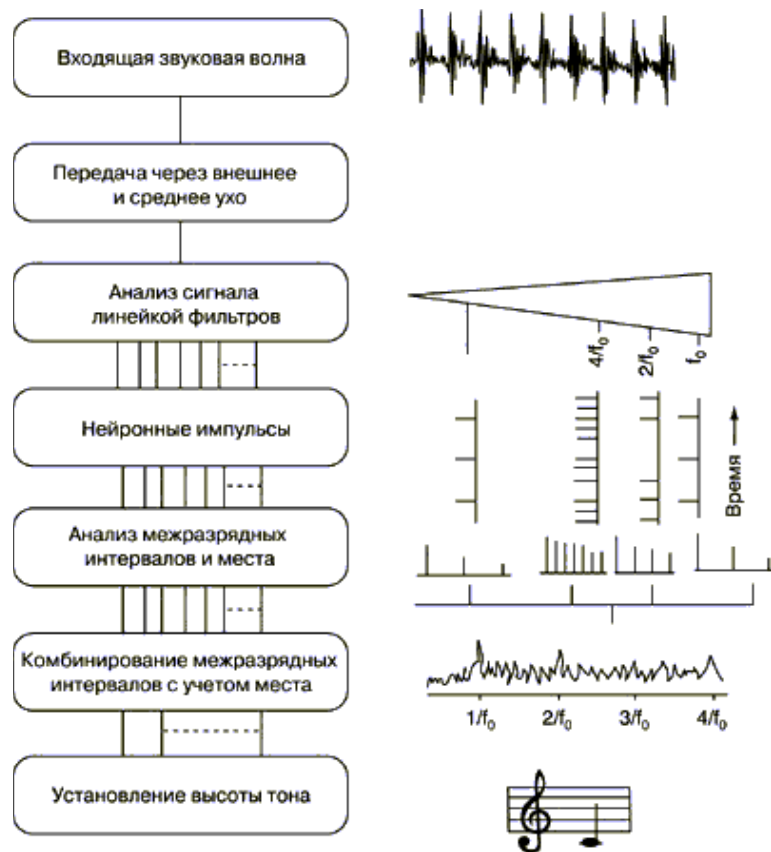 Входящая звуковая волна
Передача через внешнее
и среднее ухо
Анализ сигнала
линейкой фильтров
4/f₀
2/f₀
f₀
Нейронные импульсы
Время
Анализ межразрядных
интервалов и места
Комбинирование межразрядных
интервалов с учетом места
1/f₀
2/f₀
3/f₀
4/f₀
Установление высоты тона